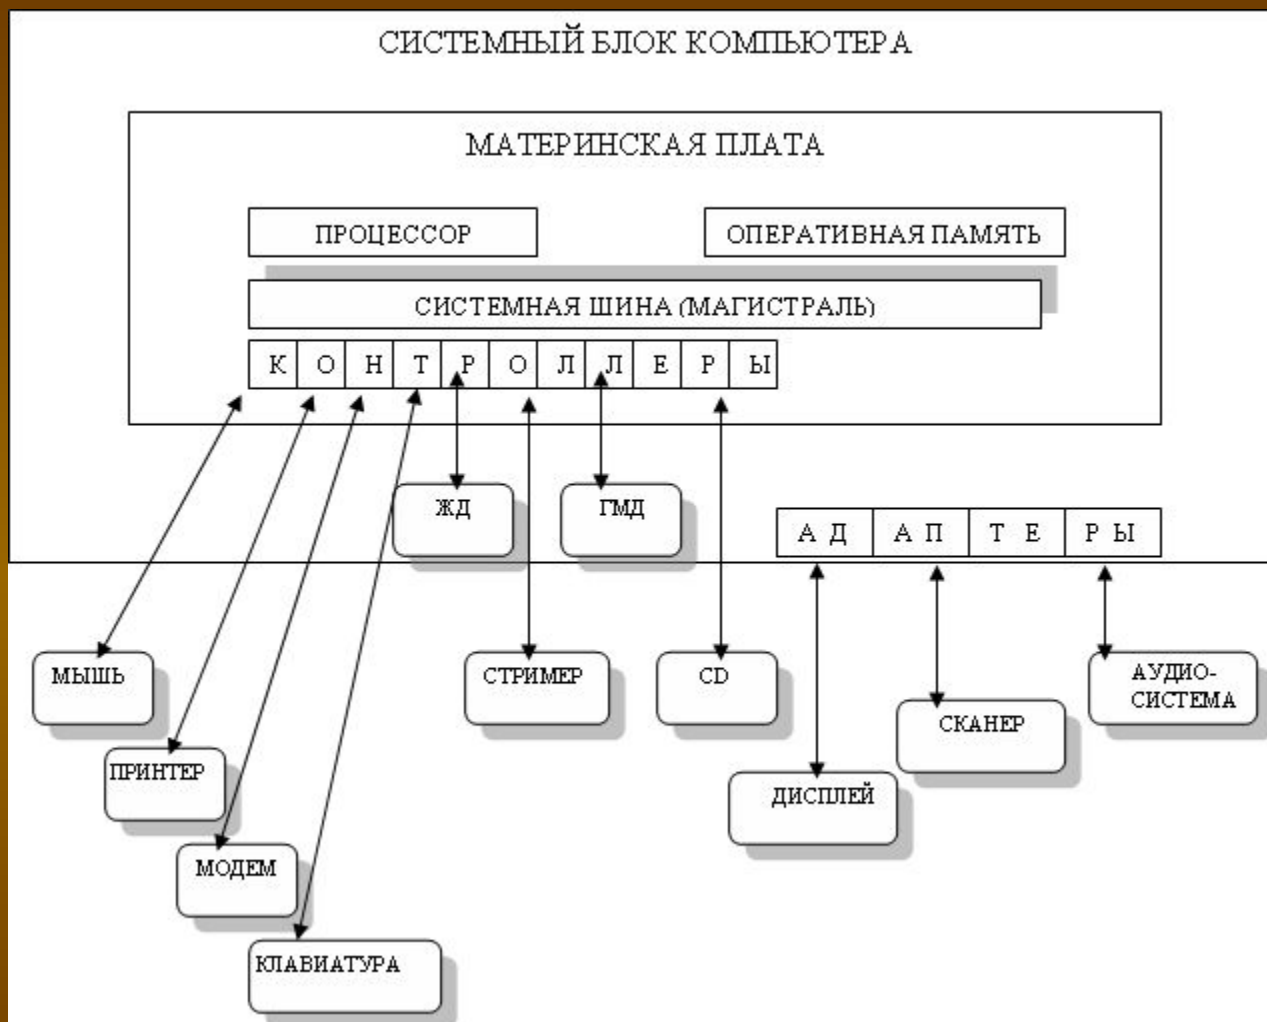 СИСТЕМНЫЙ БЛОК КОМПЬЮТЕРА
МАТЕРИНСКАЯ ПЛАТА
ПРОЦЕССОР
ОПЕРАТИВНАЯ ПАМЯТЬ
СИСТЕМНАЯ ШИНА (МАГИСТРАЛЬ)
К О Н Т Р О Л Л Е Р Ы
ЖД
ГМД
А Д А П Т Е Р Ы
МЫШЬ
СТРИМЕР
CD
АУДИО-
СИСТЕМА
СКАНЕР
ПРИНТЕР
ДИСПЛЕЙ
МОДЕМ
КЛАВИАТУРА